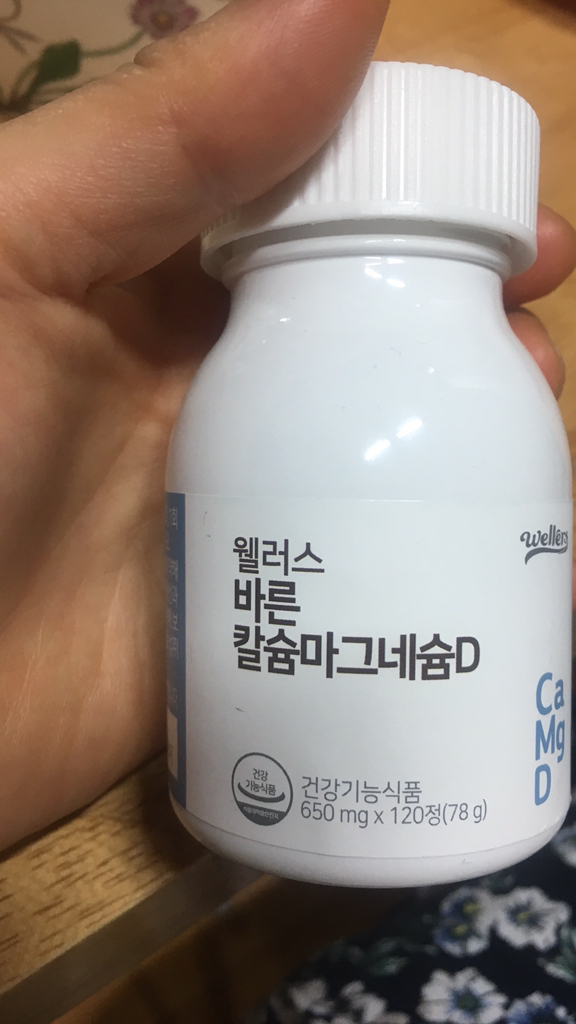 웰러스
바른
칼슘마그네슘D
wellers
Ca
Mg
D
건강
기능식품
건강기능식품
650 mg x 120정(78 g)